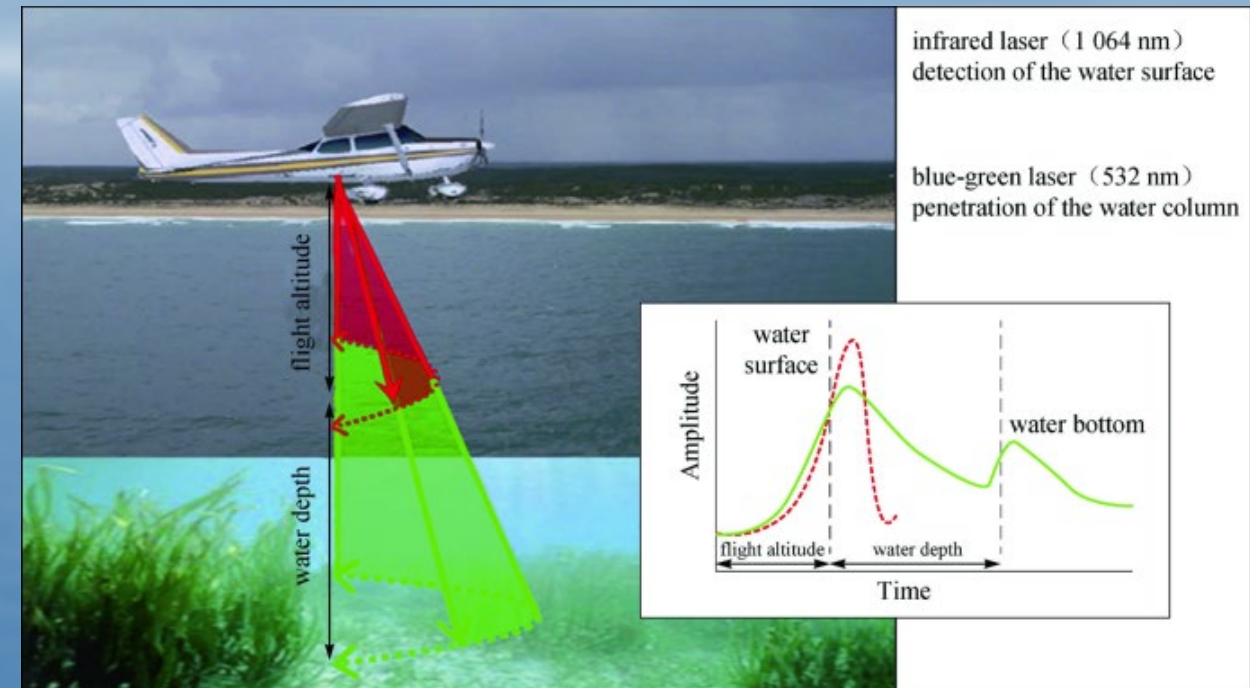 infrared laser（1 064 nm）
detection of the water surface
blue-green laser（532 nm）
penetration of the water column
flight altitude
water depth
water
surface
water bottom
Amplitude
flight altitude
water depth
Time